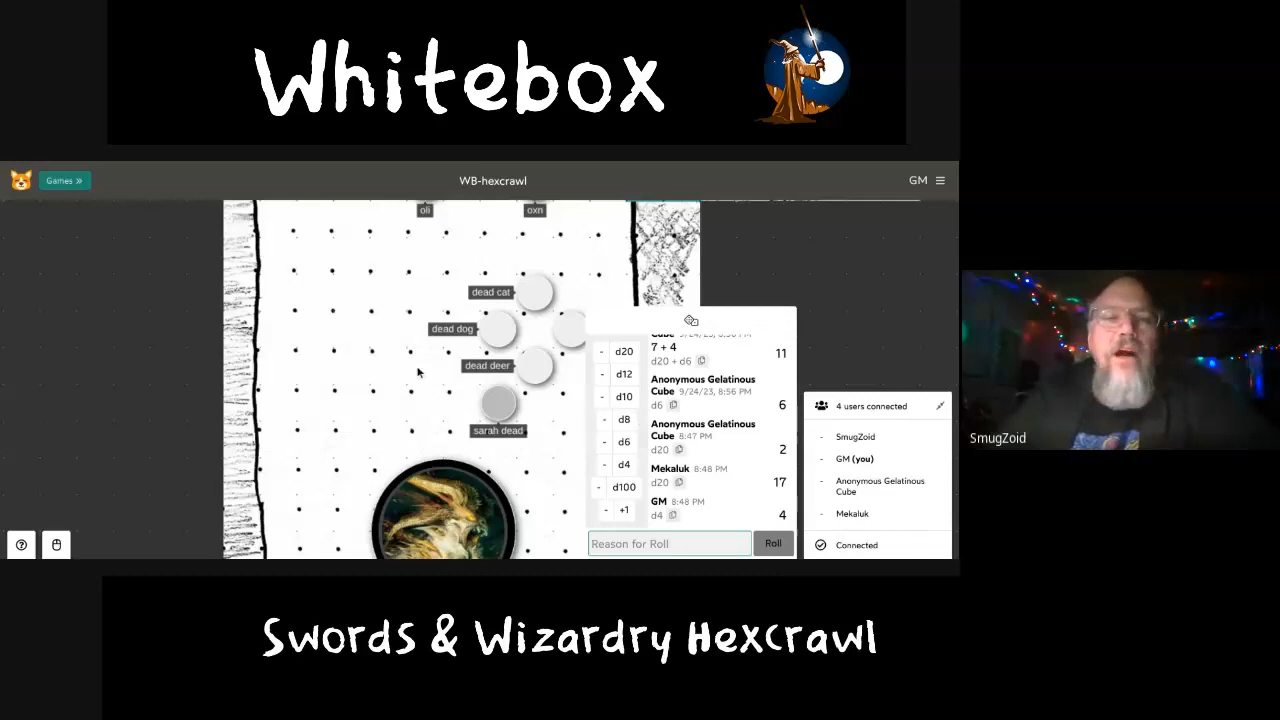 Whitebox
Games »
WB-hexcrawl
GM
oli
oxn
dead cat
dead dog
dead deer
sarah dead
- d20
- d12
- d10
- d8
- d6
- d4
- d100
- +1
7 + 4
d20 + d6
11
Anonymous Gelatinous
Cube 9/24/23, 8:56 PM
d6
6
Anonymous Gelatinous
Cube 8:47 PM
d20
2
Mekaluk 8:48 PM
d20
17
GM 8:48 PM
d4
4
Reason for Roll
Roll
4 users connected
- SmugZoid
- GM (you)
- Anonymous Gelatinous
Cube
- Mekaluk
Connected
SmugZoid
Swords & Wizardry Hexcrawl